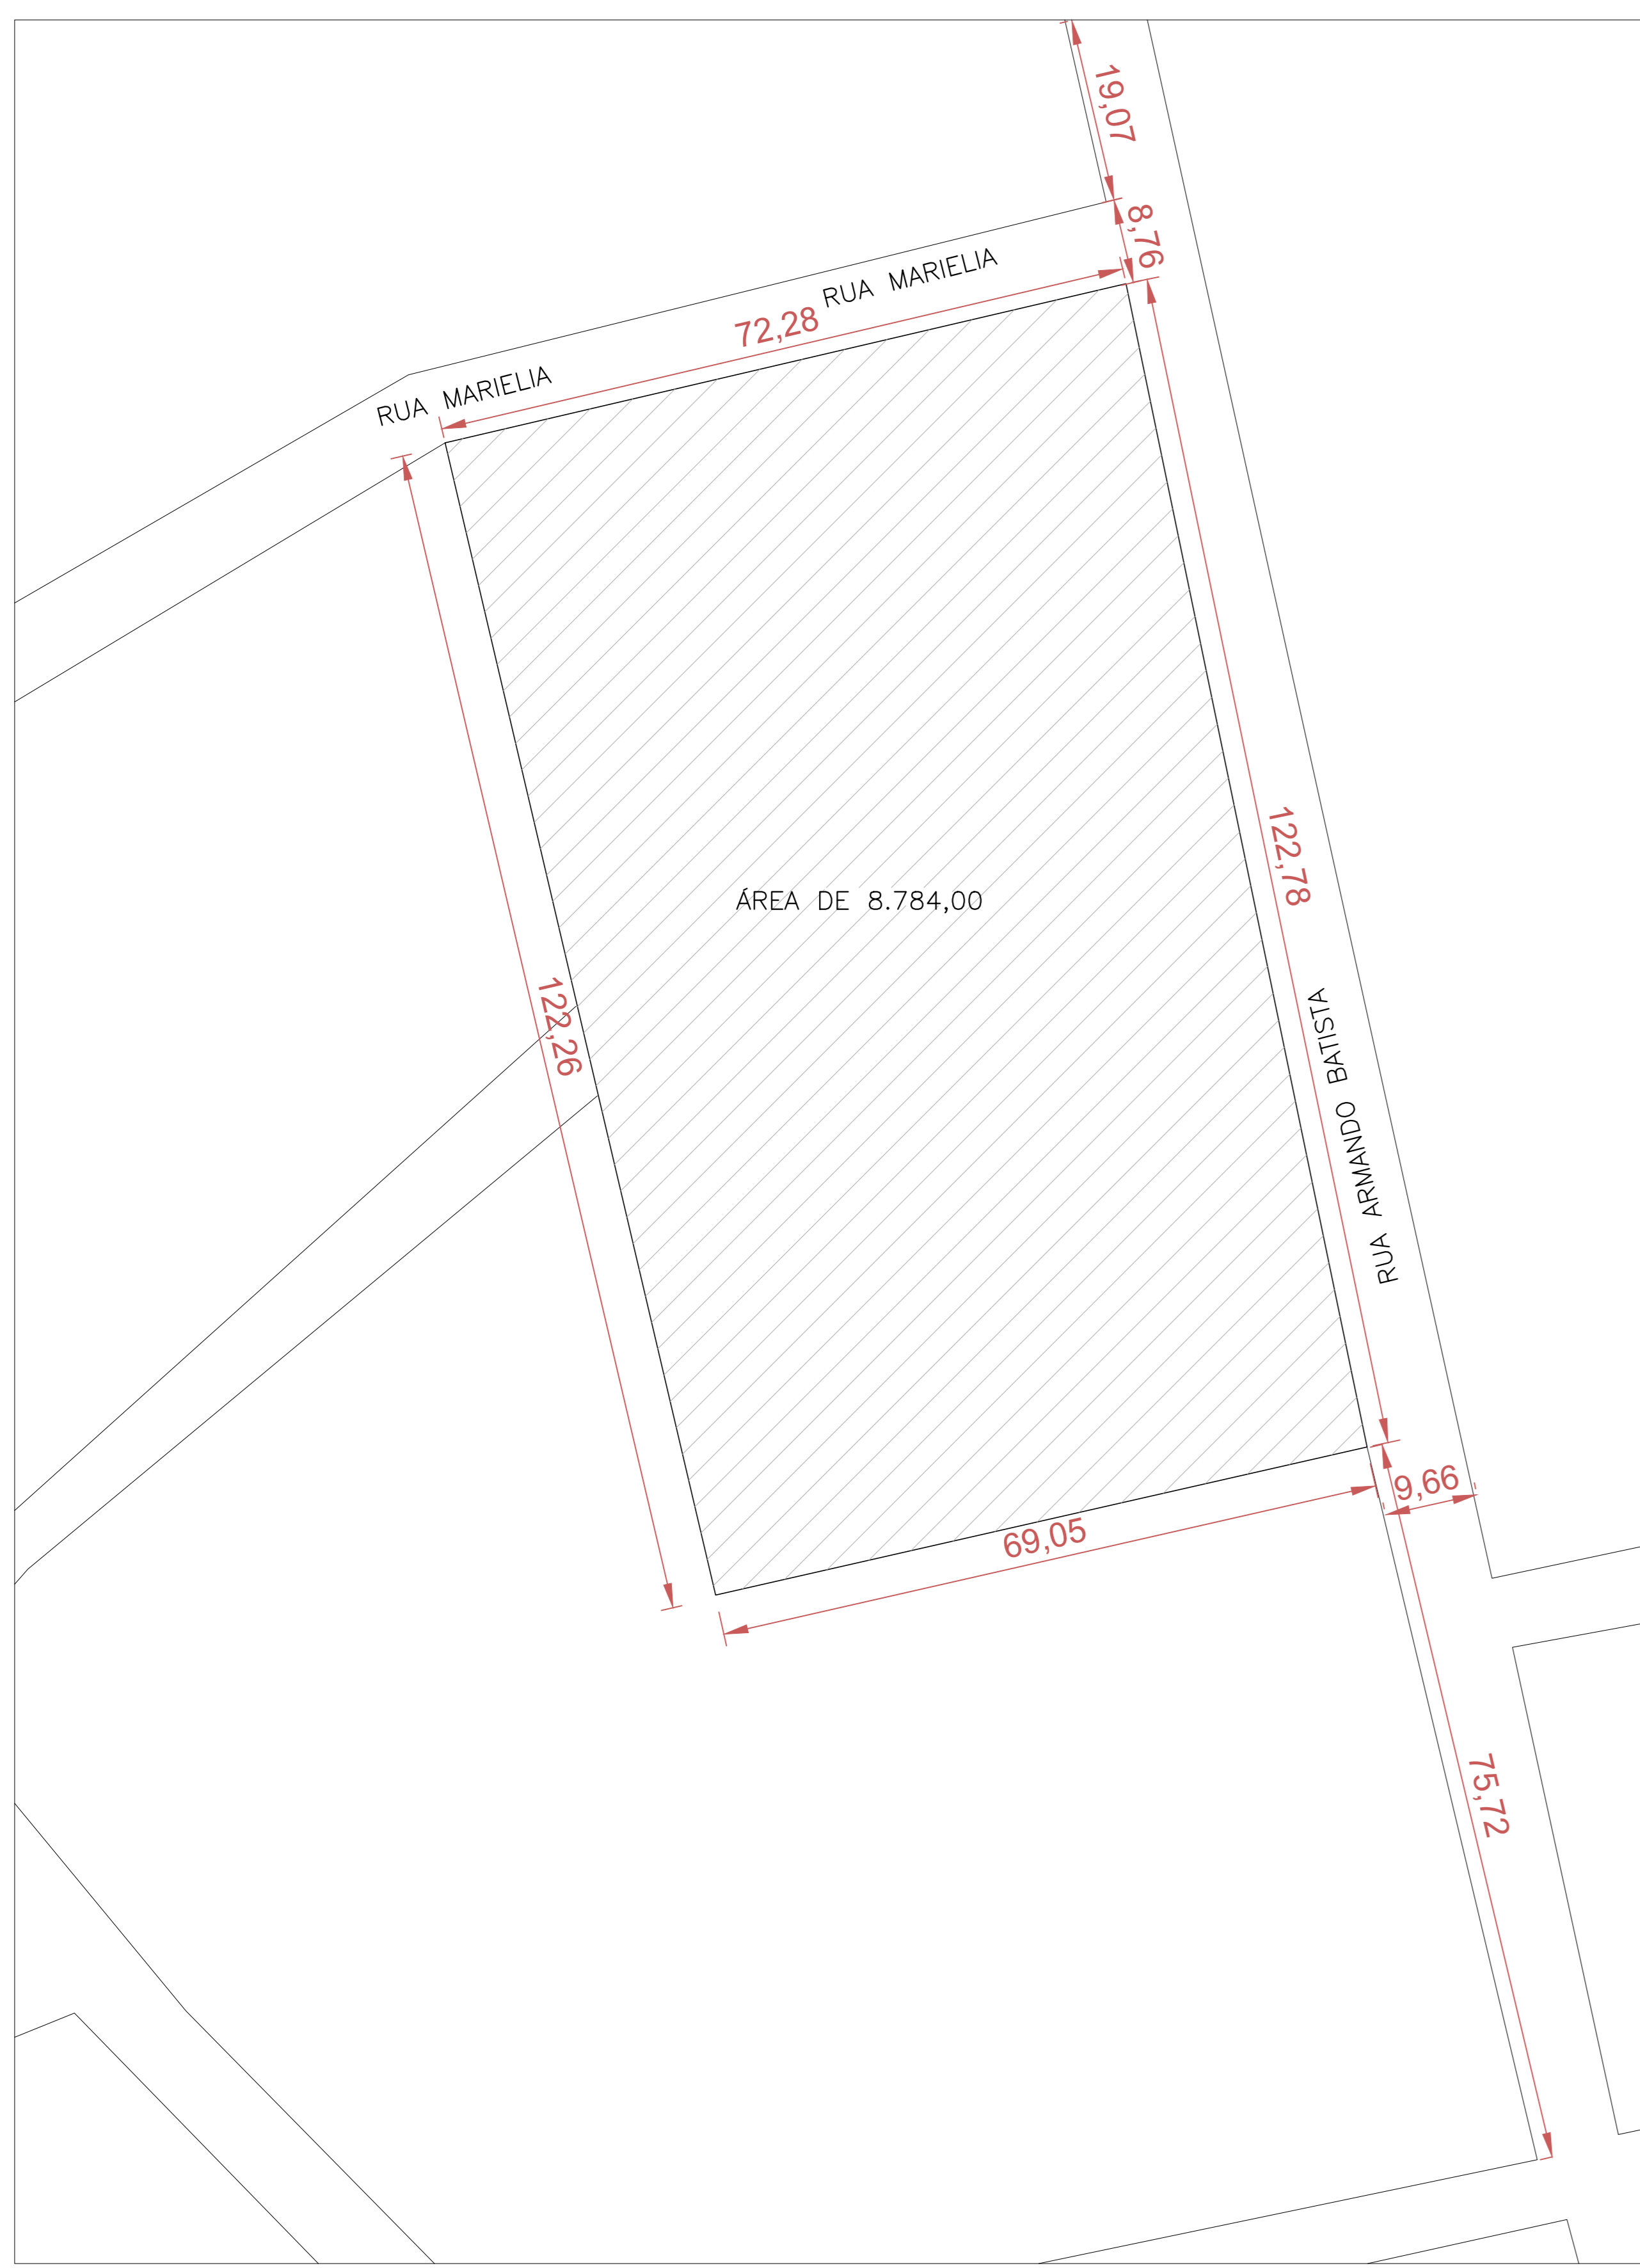 19,07
8,76
RUA MARIELIA
72,28
RUA MARIELIA
122,78
ÁREA DE 8.784,00
122,26
RUA ARMANDO BATISTA
9,66
69,05
75,72